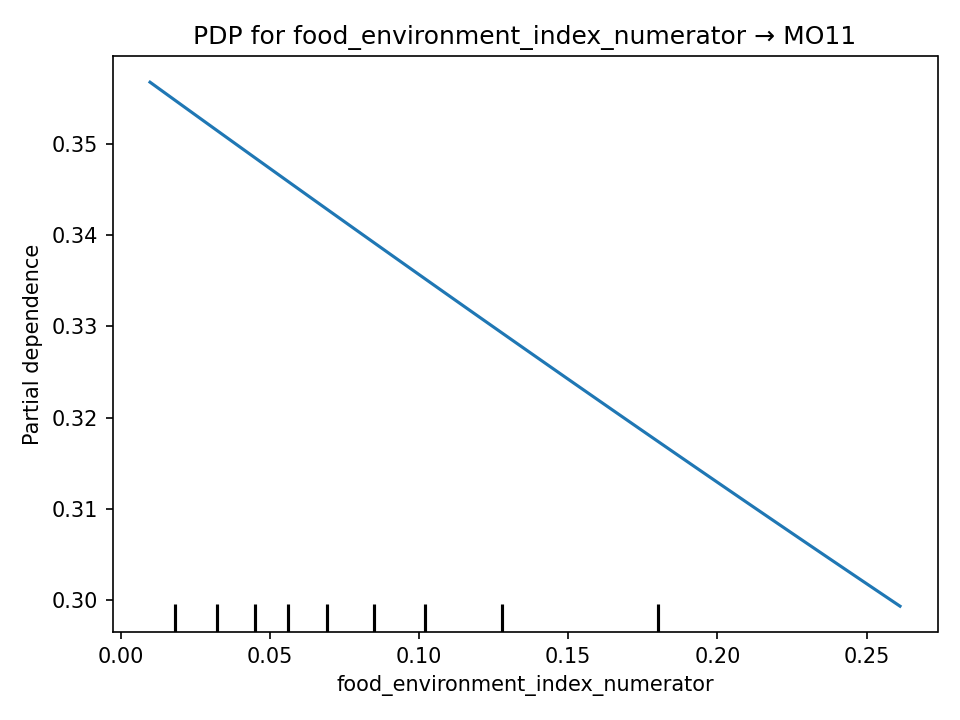 PDP for food_environment_index_numerator → MO11
Partial dependence
0.35
0.34
0.33
0.32
0.31
0.30
0.00 0.05 0.10 0.15 0.20 0.25
food_environment_index_numerator